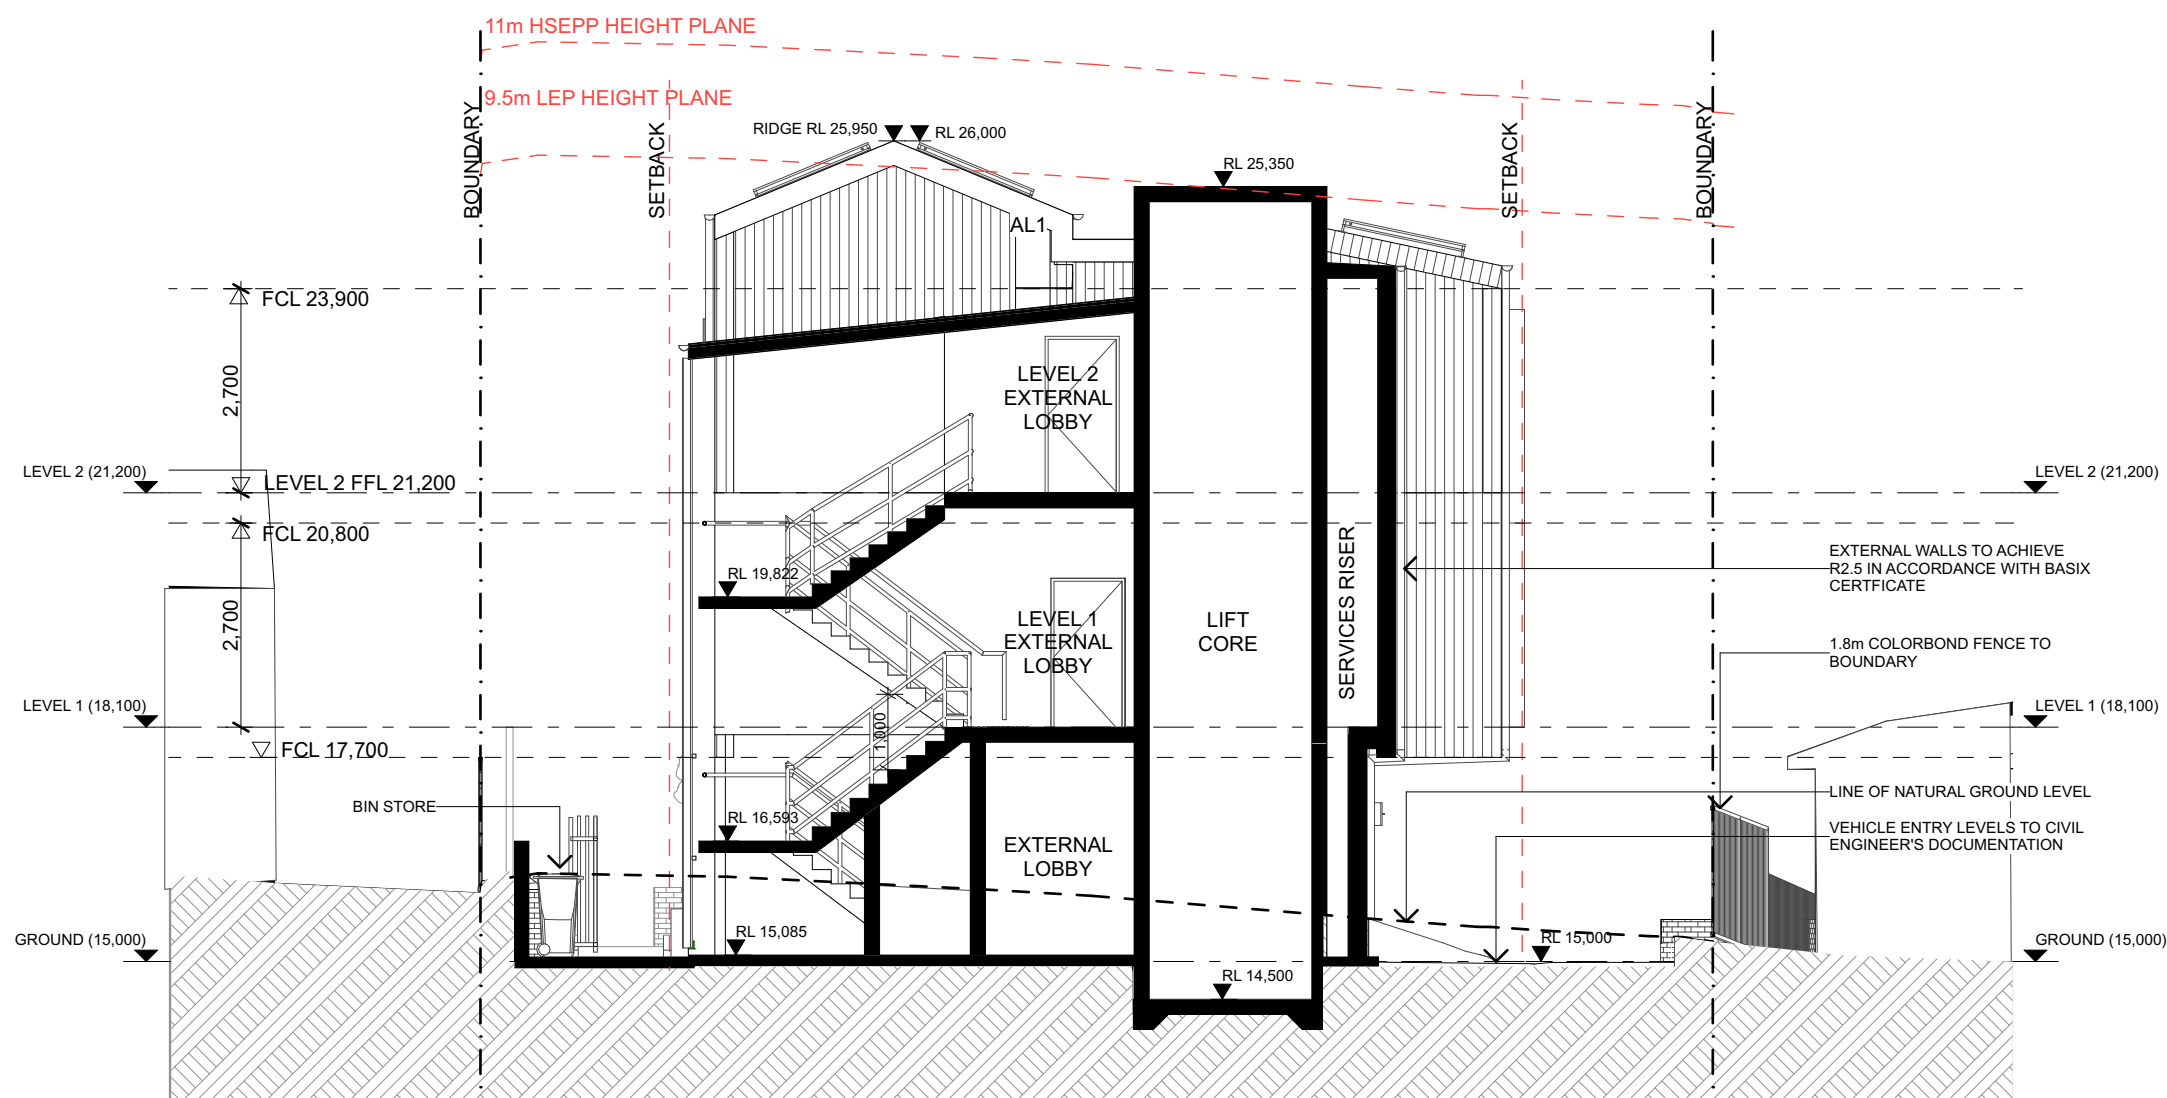 11m HSEPP HEIGHT PLANE
9.5m LEP HEIGHT PLANE
BOUNDARY
SETBACK
RIDGE RL 25,950
RL 26,000
RL 25,350
SETBACK
BOUNDARY
AL1
FCL 23,900
2,700
LEVEL 2
EXTERNAL
LOBBY
LEVEL 2 (21,200)
LEVEL 2 FFL 21,200
LEVEL 2 (21,200)
FCL 20,800
RL 19,822
2,700
LEVEL 1
EXTERNAL
LOBBY
LIFT
CORE
SERVICES RISER
EXTERNAL WALLS TO ACHIEVE
R2.5 IN ACCORDANCE WITH BASIX
CERTFICATE
1.8m COLORBOND FENCE TO
BOUNDARY
LEVEL 1 (18,100)
LEVEL 1 (18,100)
1,000
FCL 17,700
BIN STORE
RL 16,593
LINE OF NATURAL GROUND LEVEL
VEHICLE ENTRY LEVELS TO CIVIL
ENGINEER'S DOCUMENTATION
EXTERNAL
LOBBY
GROUND (15,000)
RL 15,085
RL 15,000
GROUND (15,000)
RL 14,500